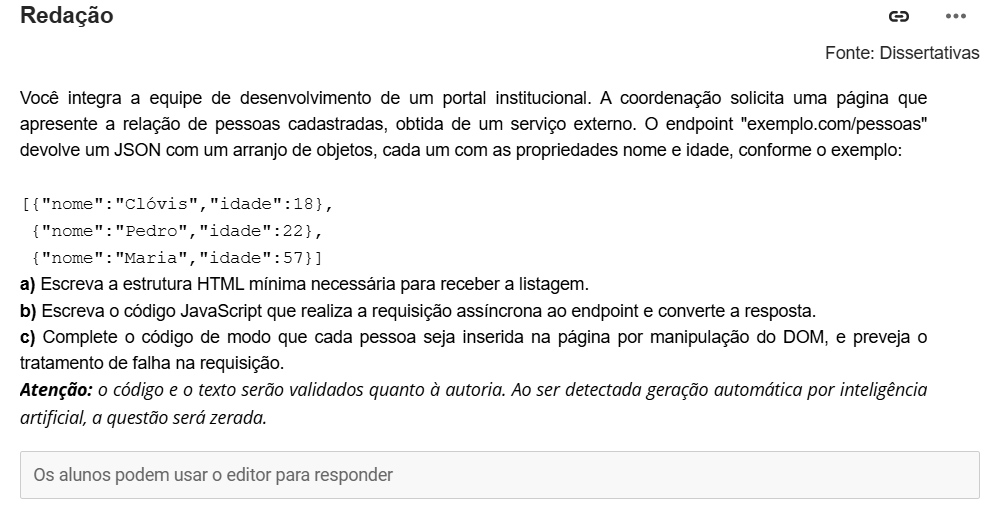 Redação
Fonte: Dissertativas
Você integra a equipe de desenvolvimento de um portal institucional. A coordenação solicita uma página que
apresente a relação de pessoas cadastradas, obtida de um serviço externo. O endpoint "exemplo.com/pessoas"
devolve um JSON com um arranjo de objetos, cada um com as propriedades nome e idade, conforme o exemplo:
[{"nome":"Clóvis","idade":18},
{"nome":"Pedro","idade":22},
{"nome":"Maria","idade":57}]
a) Escreva a estrutura HTML mínima necessária para receber a listagem.
b) Escreva o código JavaScript que realiza a requisição assíncrona ao endpoint e converte a resposta.
c) Complete o código de modo que cada pessoa seja inserida na página por manipulação do DOM, e preveja o
tratamento de falha na requisição.
Atenção: o código e o texto serão validados quanto à autoria. Ao ser detectada geração automática por inteligência
artificial, a questão será zerada.
Os alunos podem usar o editor para responder